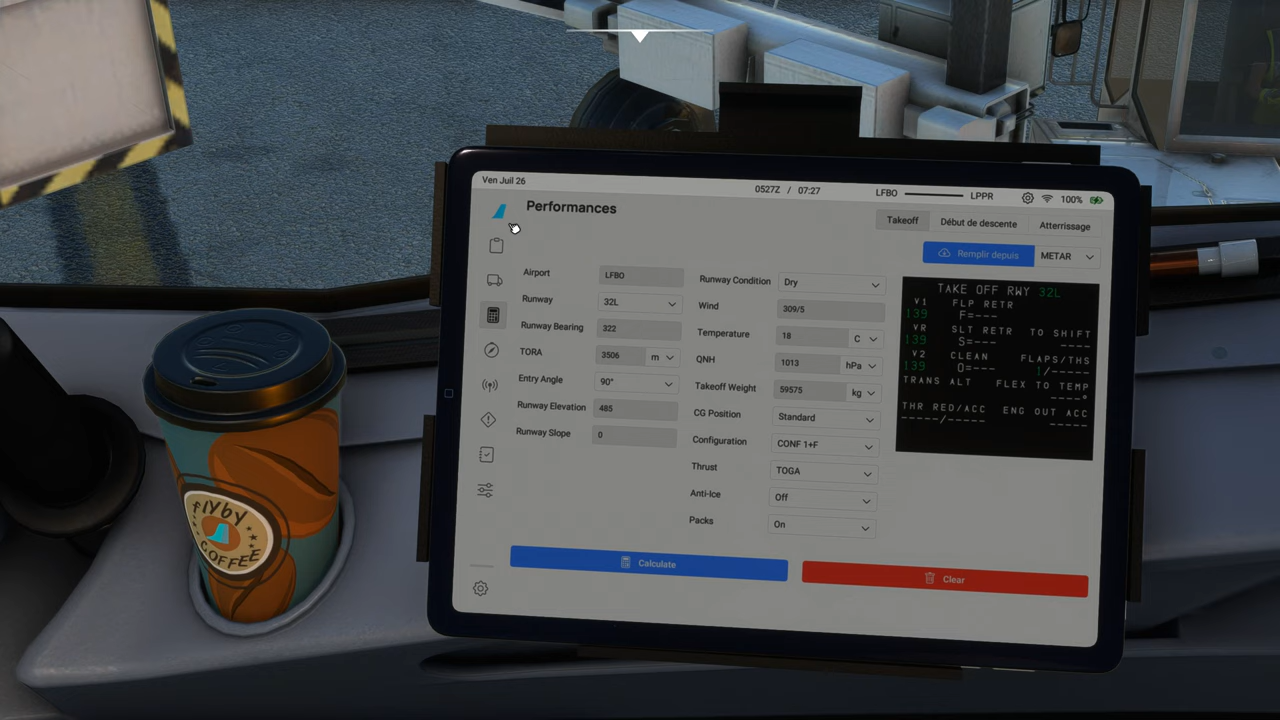 Ven Juil 26
0527Z / 07:27
LFBO
LPPR
100%
Performances
Takeoff
Début de descente
Atterrissage
Remplir depuis
METAR
Airport
LFBO
Runway
32L
Runway Bearing
322
TORA
3506
m
Entry Angle
90°
Runway Elevation
485
Runway Slope
0
Runway Condition
Dry
Wind
309/5
Temperature
18
C
QNH
1013
hPa
Takeoff Weight
59575
kg
CG Position
Standard
Configuration
CONF 1+F
Thrust
TOGA
Anti-Ice
Off
Packs
On
TAKE OFF RWY 32L
V1
FLP RETR
139
F=---
VR
SLT RETR
TO SHIFT
139
S=---
----
V2
CLEAN
FLAPS/THS
139
O=---
1/-----
TRANS ALT
FLEX TO TEMP
----°
THR RED/ACC
ENG OUT ACC
-----/-----
-----
Calculate
Clear
flyby
COFFEE